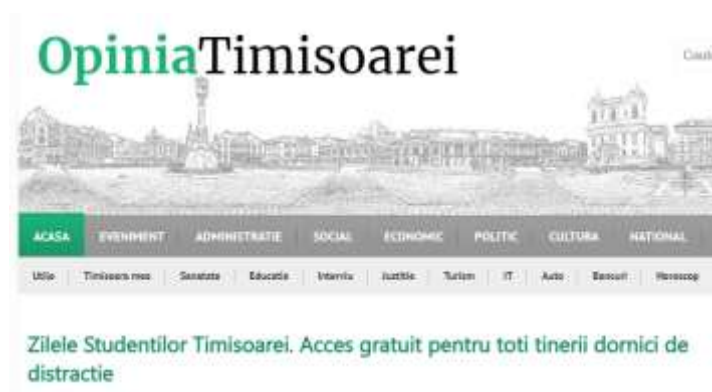 OpiniaTimisoarei
ACASA EVENIMENT ADMINISTRATIE SOCIAL ECONOMIC POLITIC CULTURA NATIONAL
Utile Timisoara mea Sanatate Educatie Interviu Justitie Turism IT Auto Bancuri Horoscop
Zilele Studentilor Timisoarei. Acces gratuit pentru toti tinerii dornici de
distractie